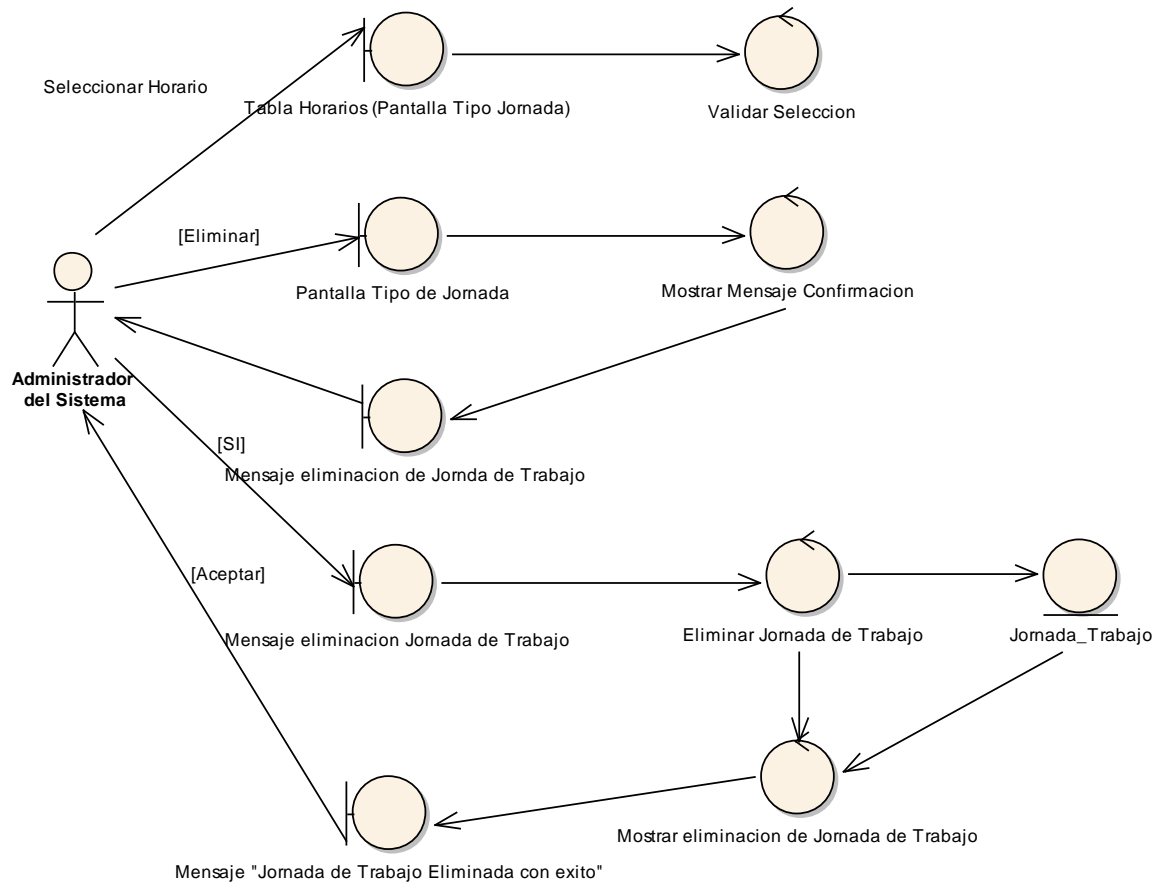 Seleccionar Horario
Tabla Horarios (Pantalla Tipo Jornada)
Validar Seleccion
[Eliminar]
Pantalla Tipo de Jornada
Mostrar Mensaje Confirmacion
Administrador
del Sistema
[SI]
Mensaje eliminacion de Jornda de Trabajo
[Aceptar]
Mensaje eliminacion Jornada de Trabajo
Eliminar Jornada de Trabajo
Jornada_Trabajo
Mostrar eliminacion de Jornada de Trabajo
Mensaje "Jornada de Trabajo Eliminada con exito"